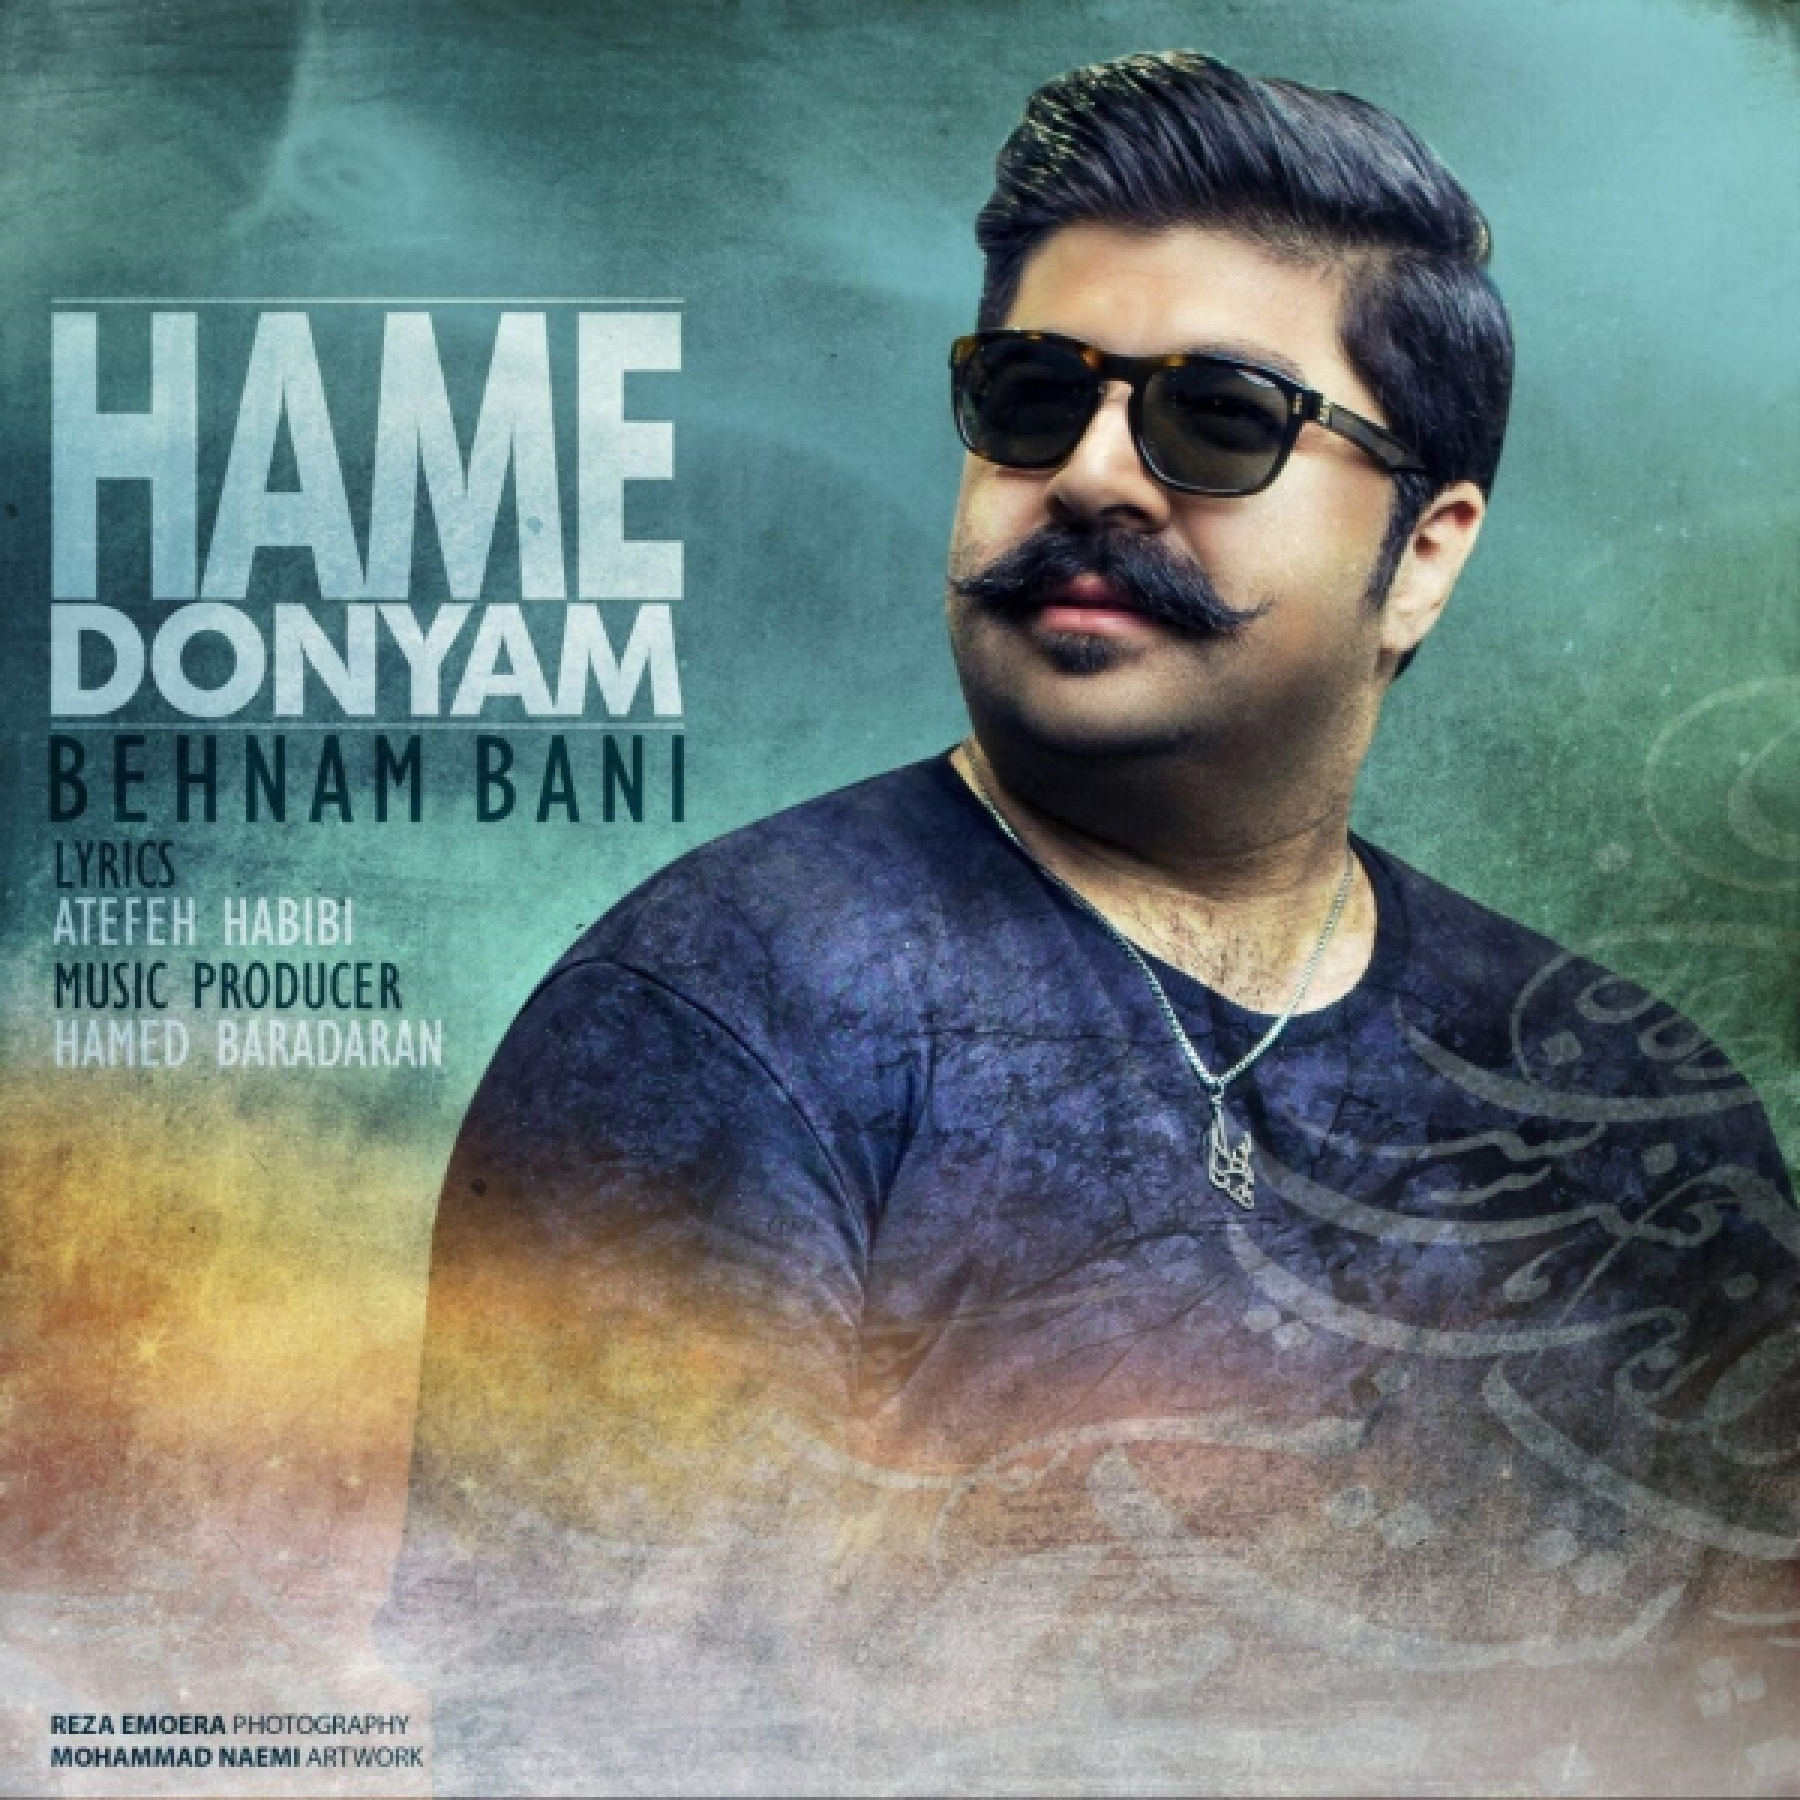 HAME
DONYAM
BEHNAM BANI
LYRICS
ATEFEH HABIBI
MUSIC PRODUCER
HAMED BARADARAN
REZA EMOERA PHOTOGRAPHY
MOHAMMAD NAEMI ARTWORK